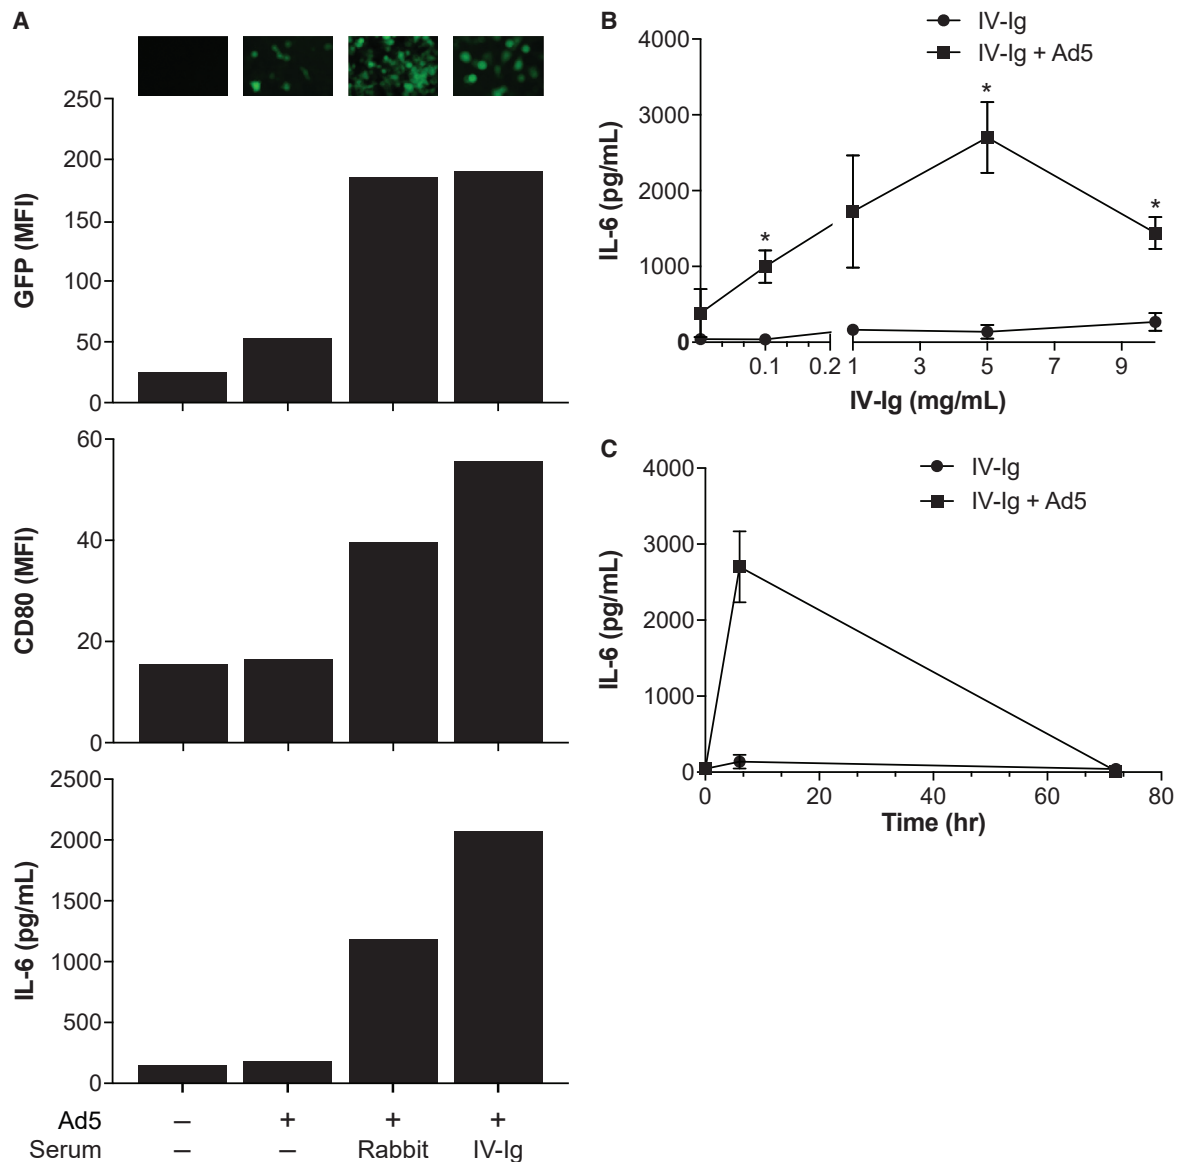 A
250
200
150
100
50
0
GFP (MFI)
60
40
20
0
CD80 (MFI)
2500
2000
1500
1000
500
0
IL-6 (pg/mL)
Ad5 – + + +
Serum – – Rabbit IV-Ig
B
IV-Ig
IV-Ig + Ad5
4000
3000
2000
1000
0
IL-6 (pg/mL)
* * *
0.1 0.2 1 3 5 7 9
IV-Ig (mg/mL)
C
IV-Ig
IV-Ig + Ad5
4000
3000
2000
1000
0
IL-6 (pg/mL)
0 20 40 60 80
Time (hr)